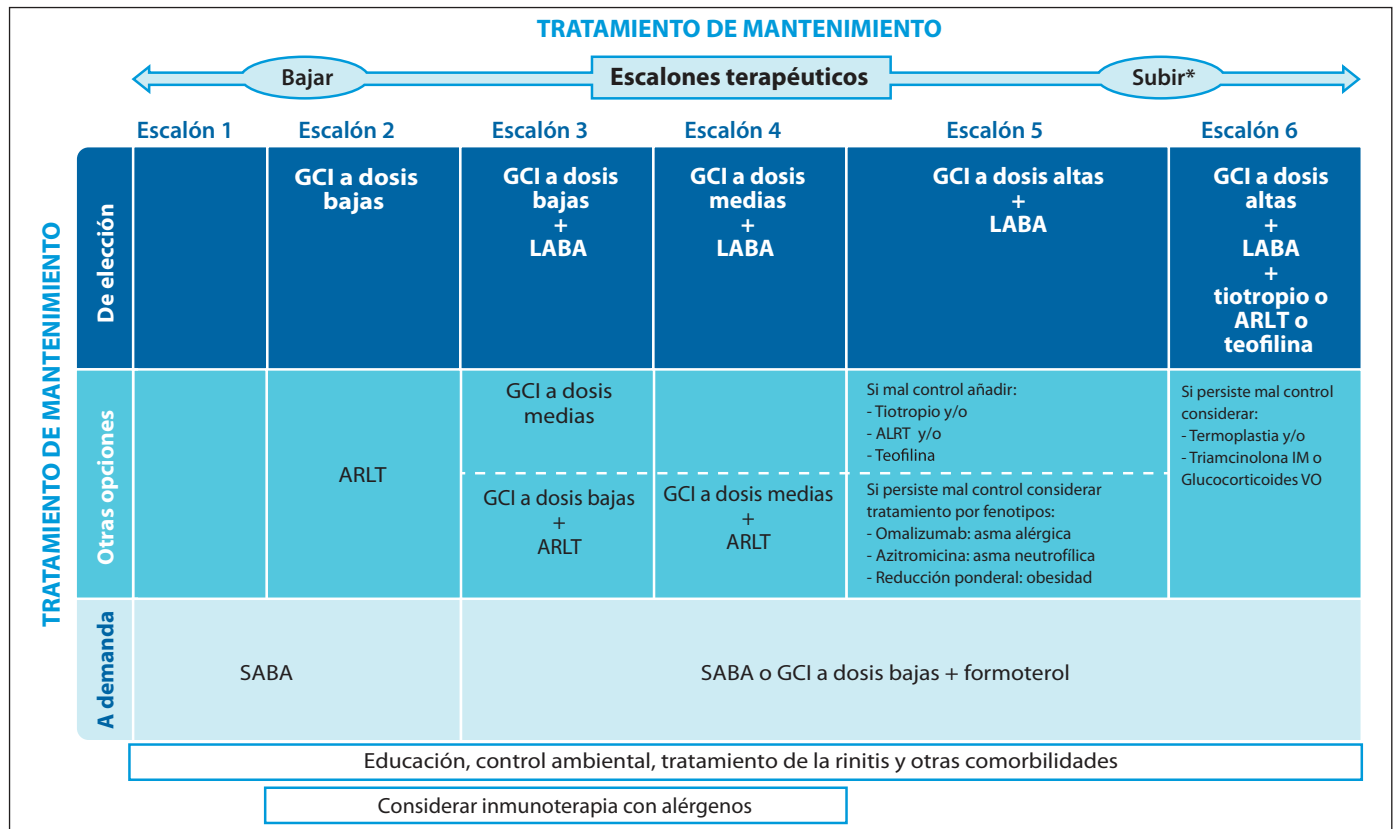 TRATAMIENTO DE MANTENIMIENTO
Bajar
Escalones terapéuticos
Subir*
Escalón 1
Escalón 2
Escalón 3
Escalón 4
Escalón 5
Escalón 6
TRATAMIENTO DE MANTENIMIENTO
De elección
GCI a dosis
bajas
GCI a dosis
bajas
+
LABA
GCI a dosis
medias
+
LABA
GCI a dosis altas
+
LABA
GCI a dosis
altas
+
LABA
+
tiotropio o
ARLT o
teofilina
Otras opciones
ARLT
GCI a dosis
medias
GCI a dosis bajas
+
ARLT
GCI a dosis medias
+
ARLT
Si mal control añadir:
- Tiotropio y/o
- ALRT y/o
- Teofilina
Si persiste mal control considerar
tratamiento por fenotipos:
- Omalizumab: asma alérgica
- Azitromicina: asma neutrofílica
- Reducción ponderal: obesidad
Si persiste mal control
considerar:
- Termoplastia y/o
- Triamcinolona IM o
Glucocorticoides VO
A demanda
SABA
SABA o GCI a dosis bajas + formoterol
Educación, control ambiental, tratamiento de la rinitis y otras comorbilidades
Considerar inmunoterapia con alérgenos